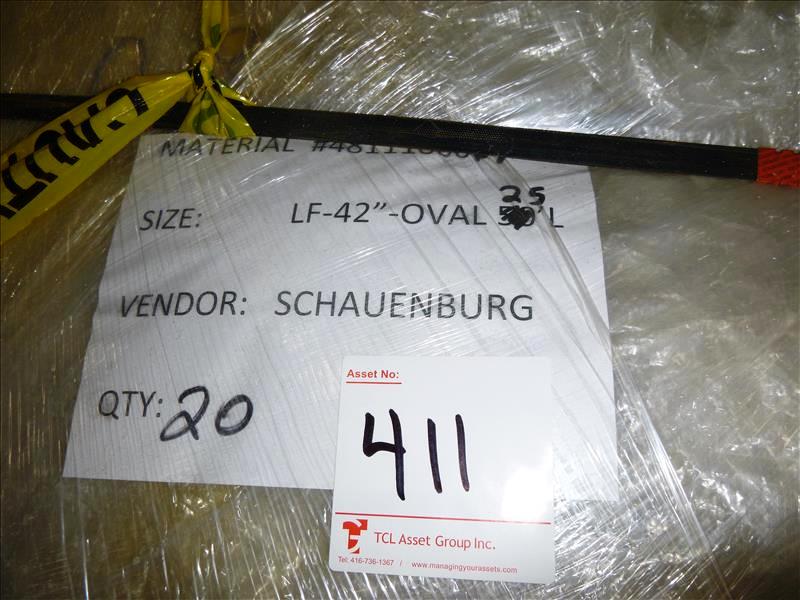 CAUTI
MATERIAL
SIZE: LF-42"-OVAL 25' L
VENDOR: SCHAUENBURG
QTY: 20
Asset No:
411
TCL Asset Group Inc.
Tel: 416-736-1367 / www.managingyourassets.com